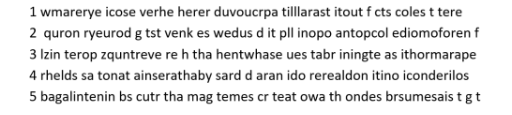 1 wmarerye icose verhe herer duvoucrpa tilllarast itout f cts coles t tere
2 quron ryeurod g tst venk es wedus d it pll inopo antopcol ediomoforen f
3 lzin terop zquntreve re h tha hentwhase ues tabr iningte as ithormarape
4 rhelds sa tonat ainserathaby sard d aran ido rerealdon itino iconderilos
5 bagalintenin bs cutr tha mag temes cr teat owa th ondes brsumesais t g t